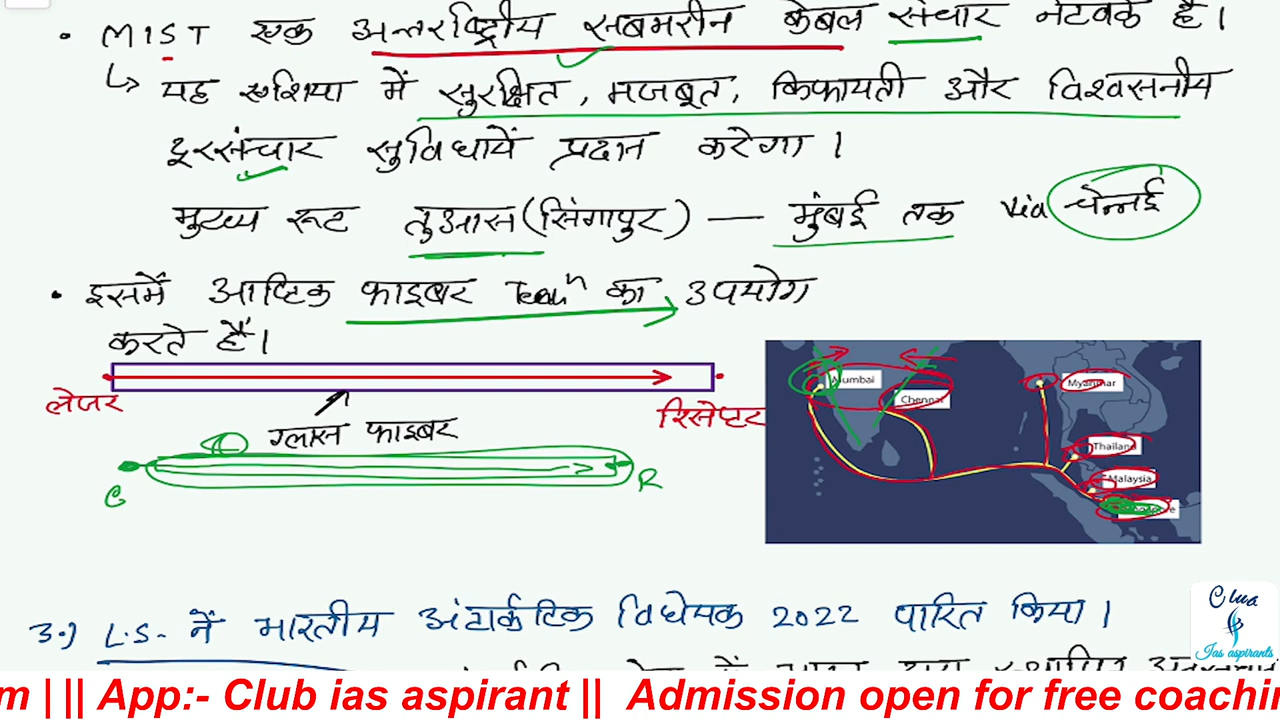 • MIST एक अन्तरराष्ट्रीय सबमरीन केबल संचार नेटवर्क है।
↳ यह एशिया में सुरक्षित, मजबूत, किफायती और विश्वसनीय
दूरसंचार सुविधायें प्रदान करेगा।
मुख्य रूट तुआस (सिंगापुर) — मुंबई तक via चेन्नई
• इसमें आप्टिक फाइबर Techⁿ का उपयोग
करते हैं।
लेजर
रिसेप्टर
ग्लास फाइबर
R
Mumbai
Chennai
Myanmar
Thailand
Malaysia
3.) L.S. में भारतीय अंटार्कटिक विधेयक 2022 पारित किया।
Club
Ias aspirants
m | || App:- Club ias aspirant || Admission open for free coachin